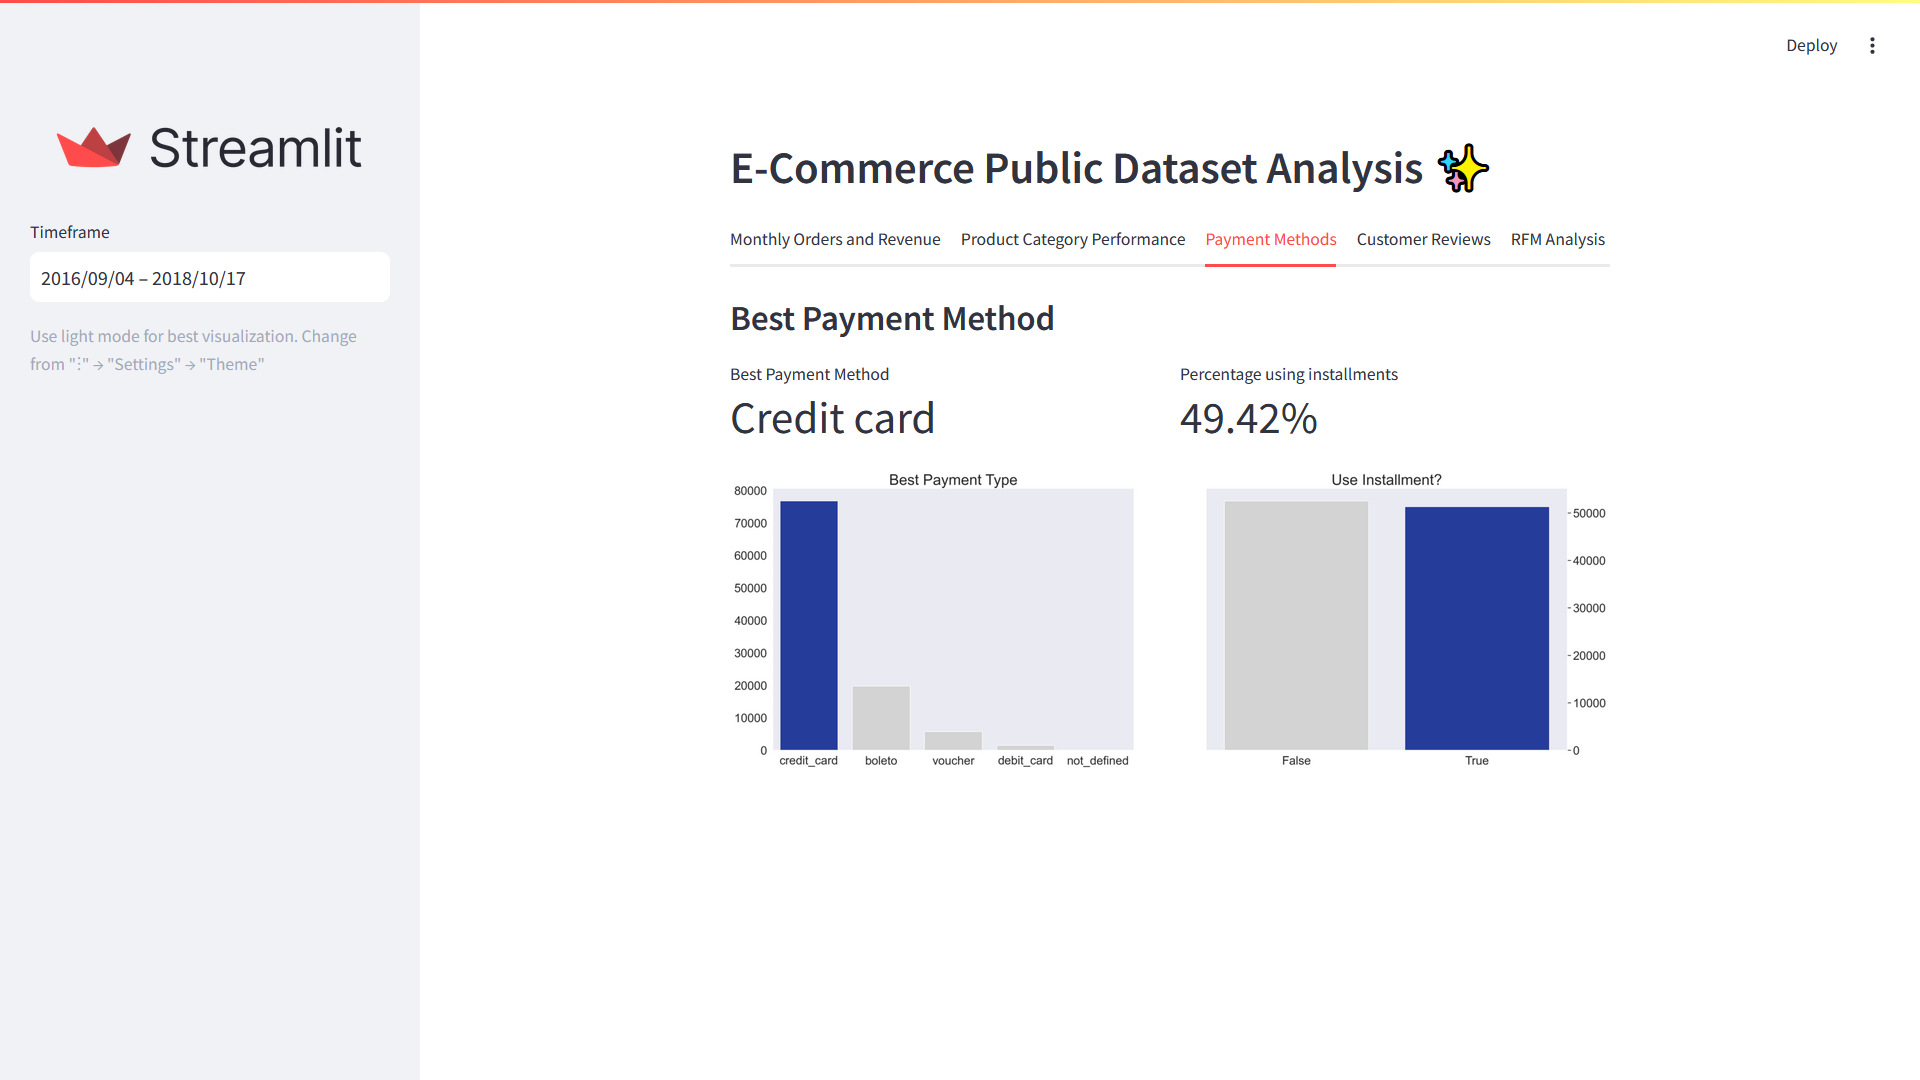 Deploy
Streamlit
Timeframe
2016/09/04 – 2018/10/17
Use light mode for best visualization. Change
from "⋮" → "Settings" → "Theme"
E-Commerce Public Dataset Analysis ✨
Monthly Orders and Revenue Product Category Performance Payment Methods Customer Reviews RFM Analysis
Best Payment Method
Best Payment Method
Credit card
Percentage using installments
49.42%
Best Payment Type
80000
70000
60000
50000
40000
30000
20000
10000
0
credit_card boleto voucher debit_card not_defined
Use Installment?
50000
40000
30000
20000
10000
0
False True